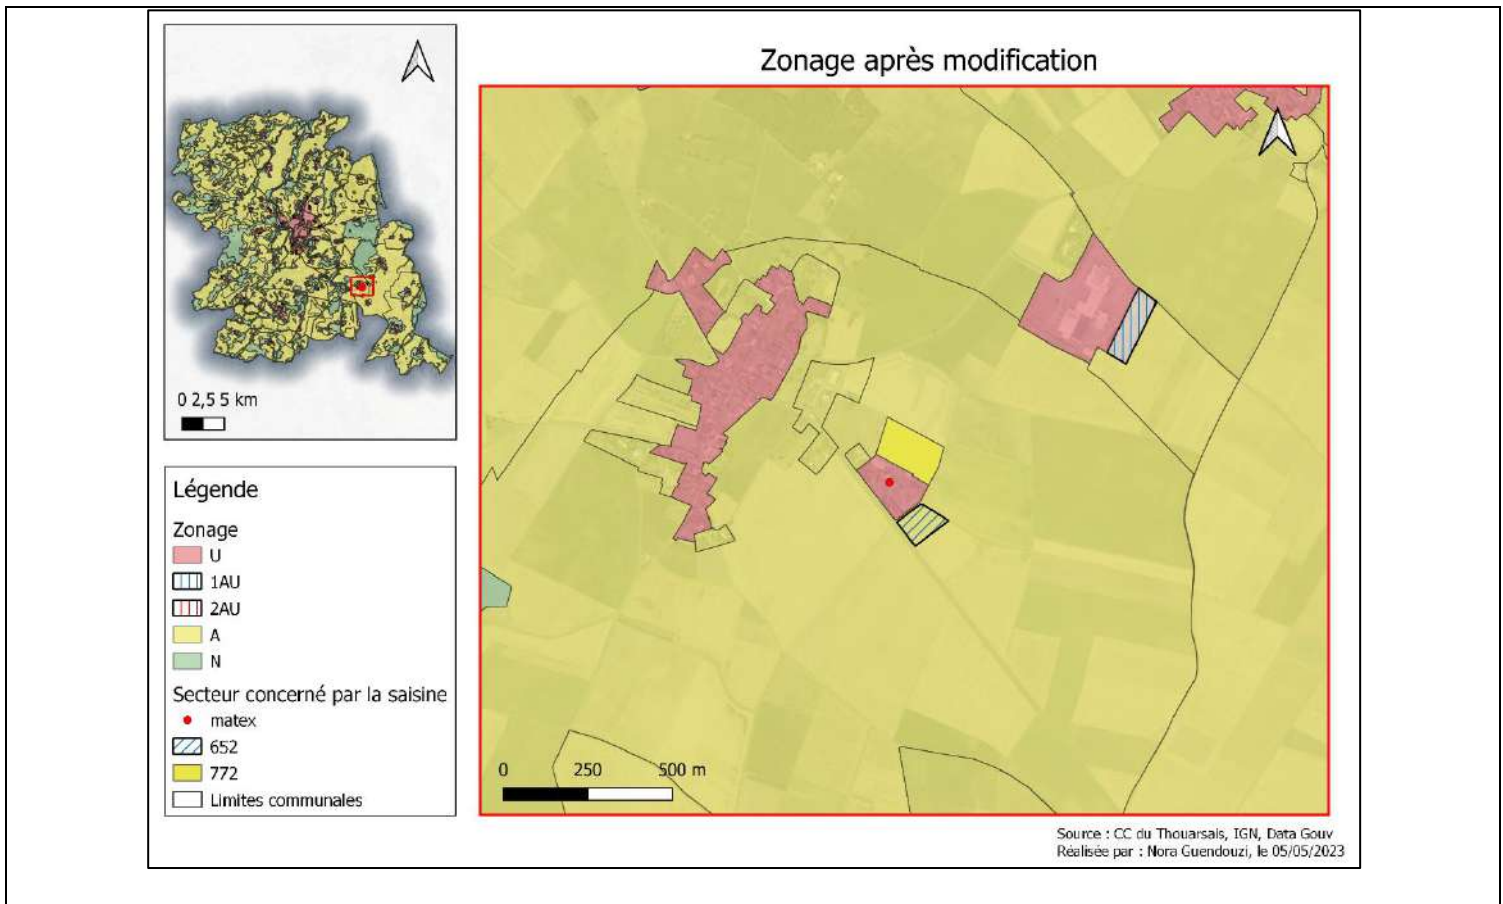 Zonage après modification
0 2,5 5 km
Légende
Zonage
U
1AU
2AU
A
N
Secteur concerné par la saisine
matex
652
772
Limites communales
0 250 500 m
Source : CC du Thouarsais, IGN, Data Gouv
Réalisée par : Nora Guendouzi, le 05/05/2023